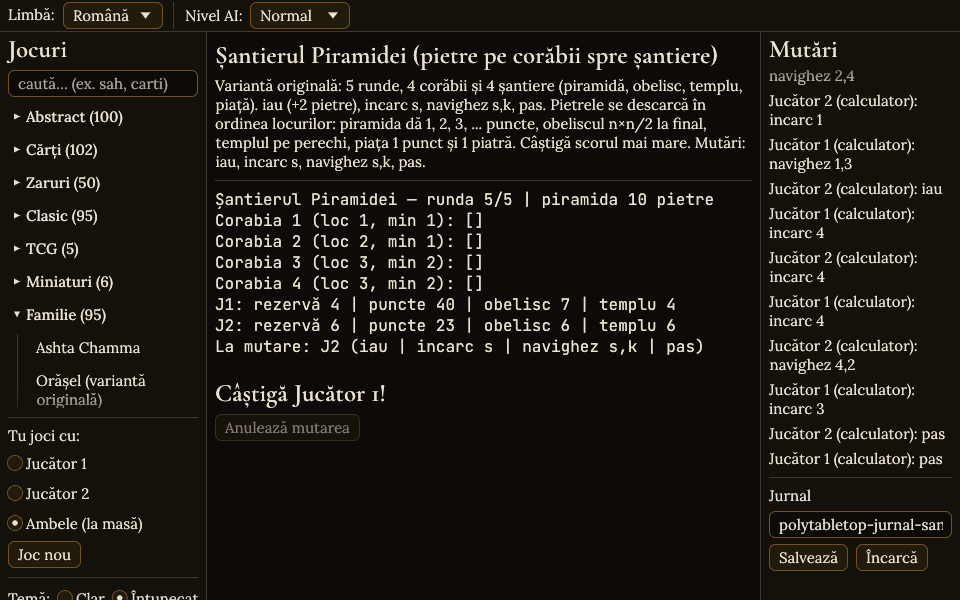 Limbă: Română ▼ Nivel AI: Normal ▼
Jocuri
caută... (ex. sah, carti)
▸ Abstract (100)
▸ Cărți (102)
▸ Zaruri (50)
▸ Clasic (95)
▸ TCG (5)
▸ Miniaturi (6)
▾ Familie (95)
Ashta Chamma
Orășel (variantă
originală)
Tu joci cu:
Jucător 1
Jucător 2
Ambele (la masă)
Joc nou
Temă: Clar Întunecat
Șantierul Piramidei (pietre pe corăbii spre șantiere)
Variantă originală: 5 runde, 4 corăbii și 4 șantiere (piramidă, obelisc, templu,
piață). iau (+2 pietre), incarc s, navighez s,k, pas. Pietrele se descarcă în
ordinea locurilor: piramida dă 1, 2, 3, ... puncte, obeliscul n×n/2 la final,
templul pe perechi, piața 1 punct și 1 piatră. Câștigă scorul mai mare. Mutări:
iau, incarc s, navighez s,k, pas.
Șantierul Piramidei — runda 5/5 | piramida 10 pietre
Corabia 1 (loc 1, min 1): []
Corabia 2 (loc 2, min 1): []
Corabia 3 (loc 3, min 2): []
Corabia 4 (loc 3, min 2): []
J1: rezervă 4 | puncte 40 | obelisc 7 | templu 4
J2: rezervă 6 | puncte 23 | obelisc 6 | templu 6
La mutare: J2 (iau | incarc s | navighez s,k | pas)
Câștigă Jucător 1!
Anulează mutarea
Mutări
navighez 2,4
Jucător 2 (calculator):
incarc 1
Jucător 1 (calculator):
navighez 1,3
Jucător 2 (calculator): iau
Jucător 1 (calculator):
incarc 4
Jucător 2 (calculator):
incarc 4
Jucător 1 (calculator):
incarc 4
Jucător 2 (calculator):
navighez 4,2
Jucător 1 (calculator):
incarc 3
Jucător 2 (calculator): pas
Jucător 1 (calculator): pas
Jurnal
polytabletop-jurnal-san
Salvează Încarcă